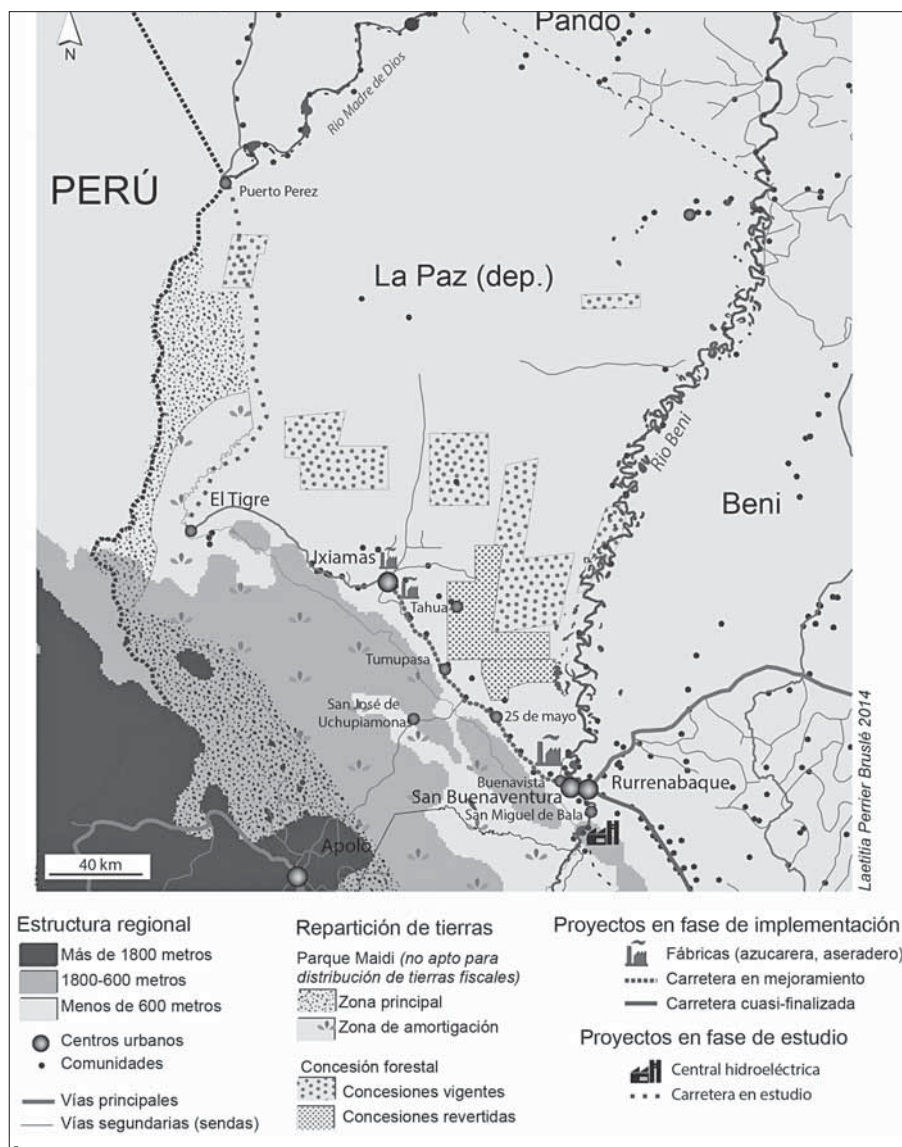 Pando
N
Rio Madre de Dios
PERÚ
Puerto Perez
La Paz (dep.)
Rio Beni
Beni
El Tigre
Ixiamas
Tahua
Tumupasa
San José de
Uchupiamonas
25 de mayo
Buenavista
San Buenaventura
Rurrenabaque
San Miguel de Bala
Apolo
40 km
Laetitia Perrier Bruslé 2014
Estructura regional
Más de 1800 metros
1800-600 metros
Menos de 600 metros
Centros urbanos
Comunidades
Vías principales
Vías segundarias (sendas)
Repartición de tierras
Parque Maidi (no apto para
distribución de tierras fiscales)
Zona principal
Zona de amortigación
Concesión forestal
Concesiones vigentes
Concesiones revertidas
Proyectos en fase de implementación
Fábricas (azucarera, aseradero)
Carretera en mejoramiento
Carretera cuasi-finalizada
Proyectos en fase de estudio
Central hidroeléctrica
Carretera en estudio